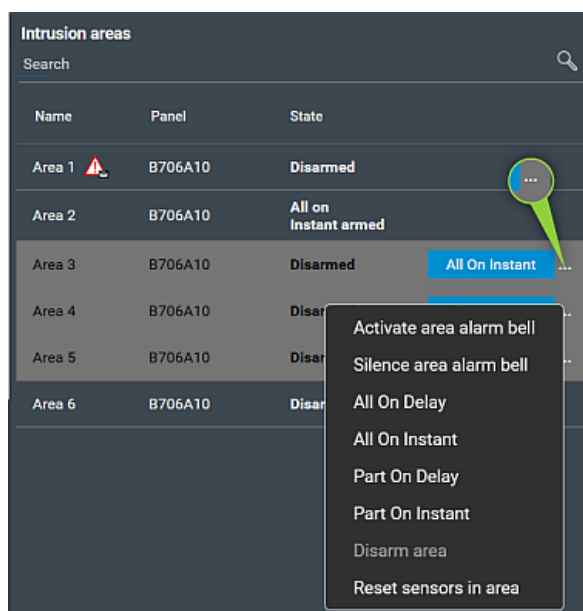 Intrusion areas
Search
Name Panel State
Area 1 B706A10 Disarmed
...
Area 2 B706A10 All on
Instant armed
Area 3 B706A10 Disarmed All On Instant ...
Area 4 B706A10
Area 5 B706A10
Area 6 B706A10
Activate area alarm bell
Silence area alarm bell
All On Delay
All On Instant
Part On Delay
Part On Instant
Disarm area
Reset sensors in area